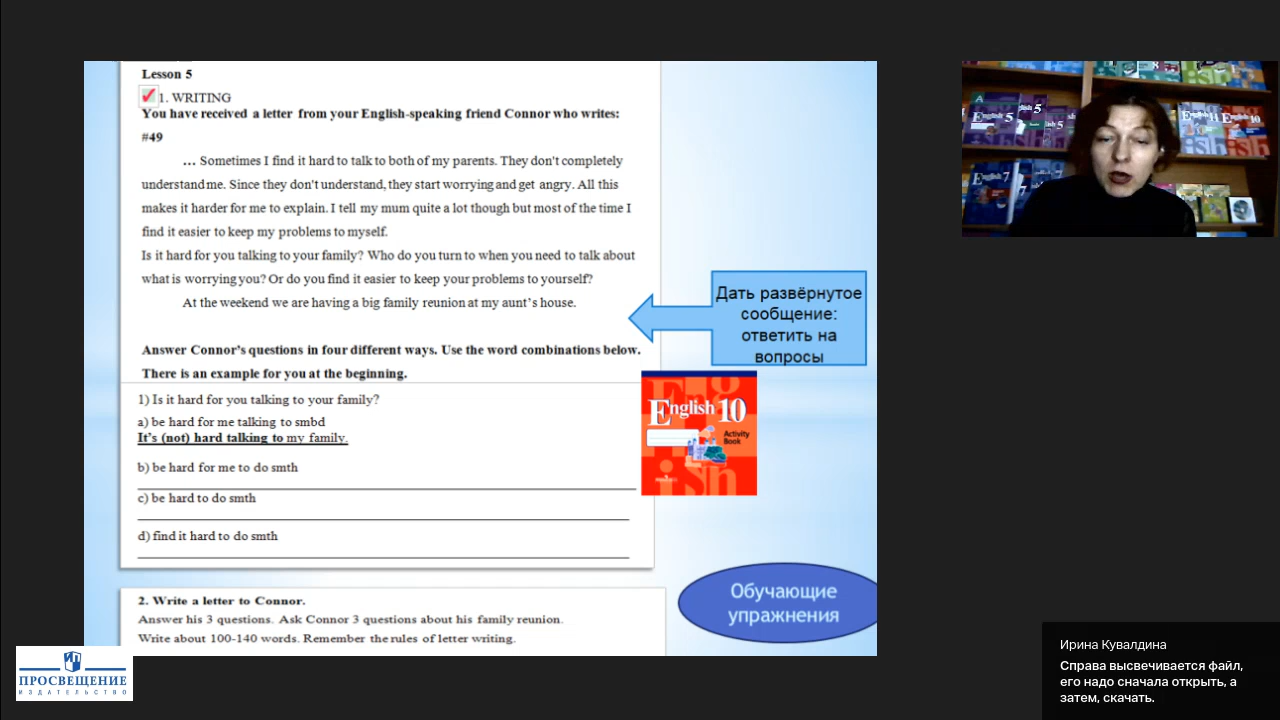 Lesson 5
1. WRITING
You have received a letter from your English-speaking friend Connor who writes:
#49
... Sometimes I find it hard to talk to both of my parents. They don't completely
understand me. Since they don't understand, they start worrying and get angry. All this
makes it harder for me to explain. I tell my mum quite a lot though but most of the time I
find it easier to keep my problems to myself.
Is it hard for you talking to your family? Who do you turn to when you need to talk about
what is worrying you? Or do you find it easier to keep your problems to yourself?
At the weekend we are having a big family reunion at my aunt's house.
Answer Connor's questions in four different ways. Use the word combinations below.
There is an example for you at the beginning.
1) Is it hard for you talking to your family?
a) be hard for me talking to smbd
It's (not) hard talking to my family.
b) be hard for me to do smth
c) be hard to do smth
d) find it hard to do smth
2. Write a letter to Connor.
Answer his 3 questions. Ask Connor 3 questions about his family reunion.
Write about 100-140 words. Remember the rules of letter writing.
Дать развёрнутое
сообщение:
ответить на
вопросы
English 10
Activity
Book
Обучающие
упражнения
ПРОСВЕЩЕНИЕ
ИЗДАТЕЛЬСТВО
English 5
English 7
Ирина Кувалдина
Справа высвечивается файл,
его надо сначала открыть, а
затем, скачать.